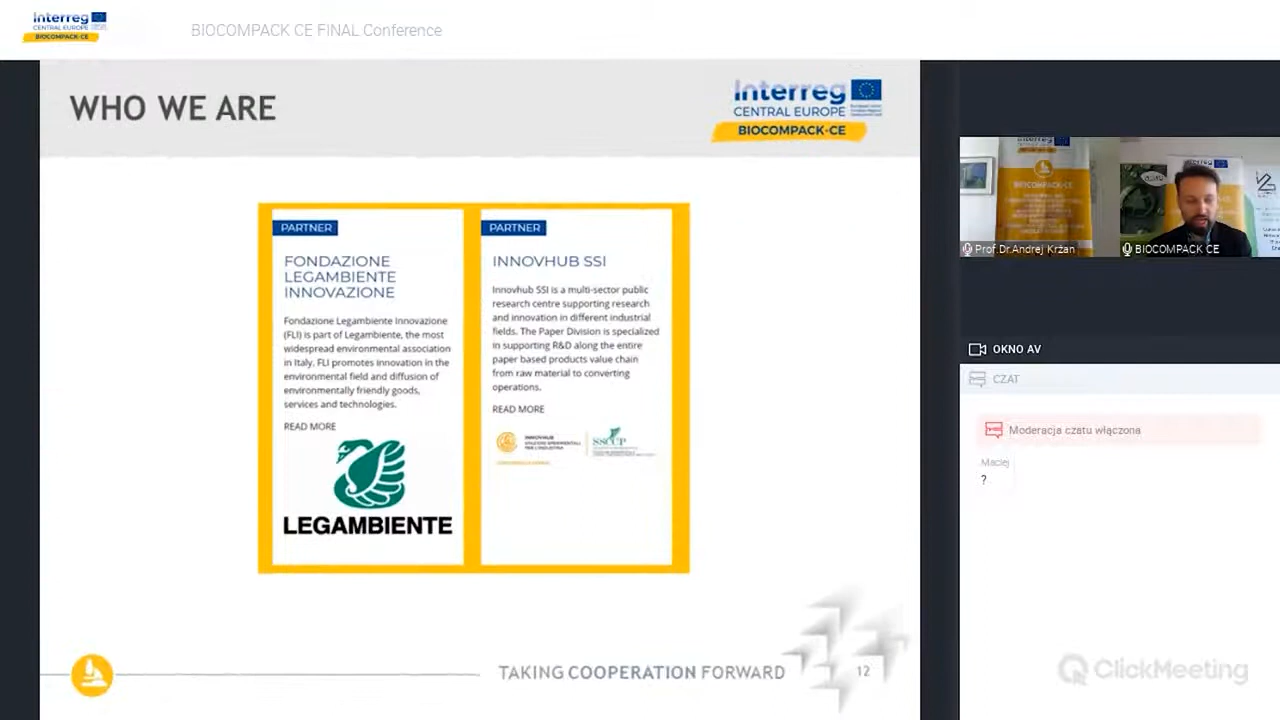 Interreg
CENTRAL EUROPE
BIOCOMPACK-CE
BIOCOMPACK CE FINAL Conference
WHO WE ARE
Interreg
CENTRAL EUROPE
BIOCOMPACK-CE
PARTNER
FONDAZIONE
LEGAMBIENTE
INNOVAZIONE
Fondazione Legambiente Innovazione
(FLI) is part of Legambiente, the most
widespread environmental association
in Italy. FLI promotes innovation in the
environmental field and diffusion of
environmentally friendly goods,
services and technologies.
READ MORE
LEGAMBIENTE
PARTNER
INNOVHUB SSI
Innovhub SSI is a multi-sector public
research centre supporting research
and innovation in different industrial
fields. The Paper Division is specialized
in supporting R&D along the entire
paper based products value chain
from raw material to converting
operations.
READ MORE
INNOVHUB
SSCCP
TAKING COOPERATION FORWARD
12
BIOCOMPACK-CE
Prof.Dr.Andrej Kržan
Interreg
BIOCOMPACK CE
OKNO AV
CZAT
Moderacja czatu włączona
Maciej
?
ClickMeeting